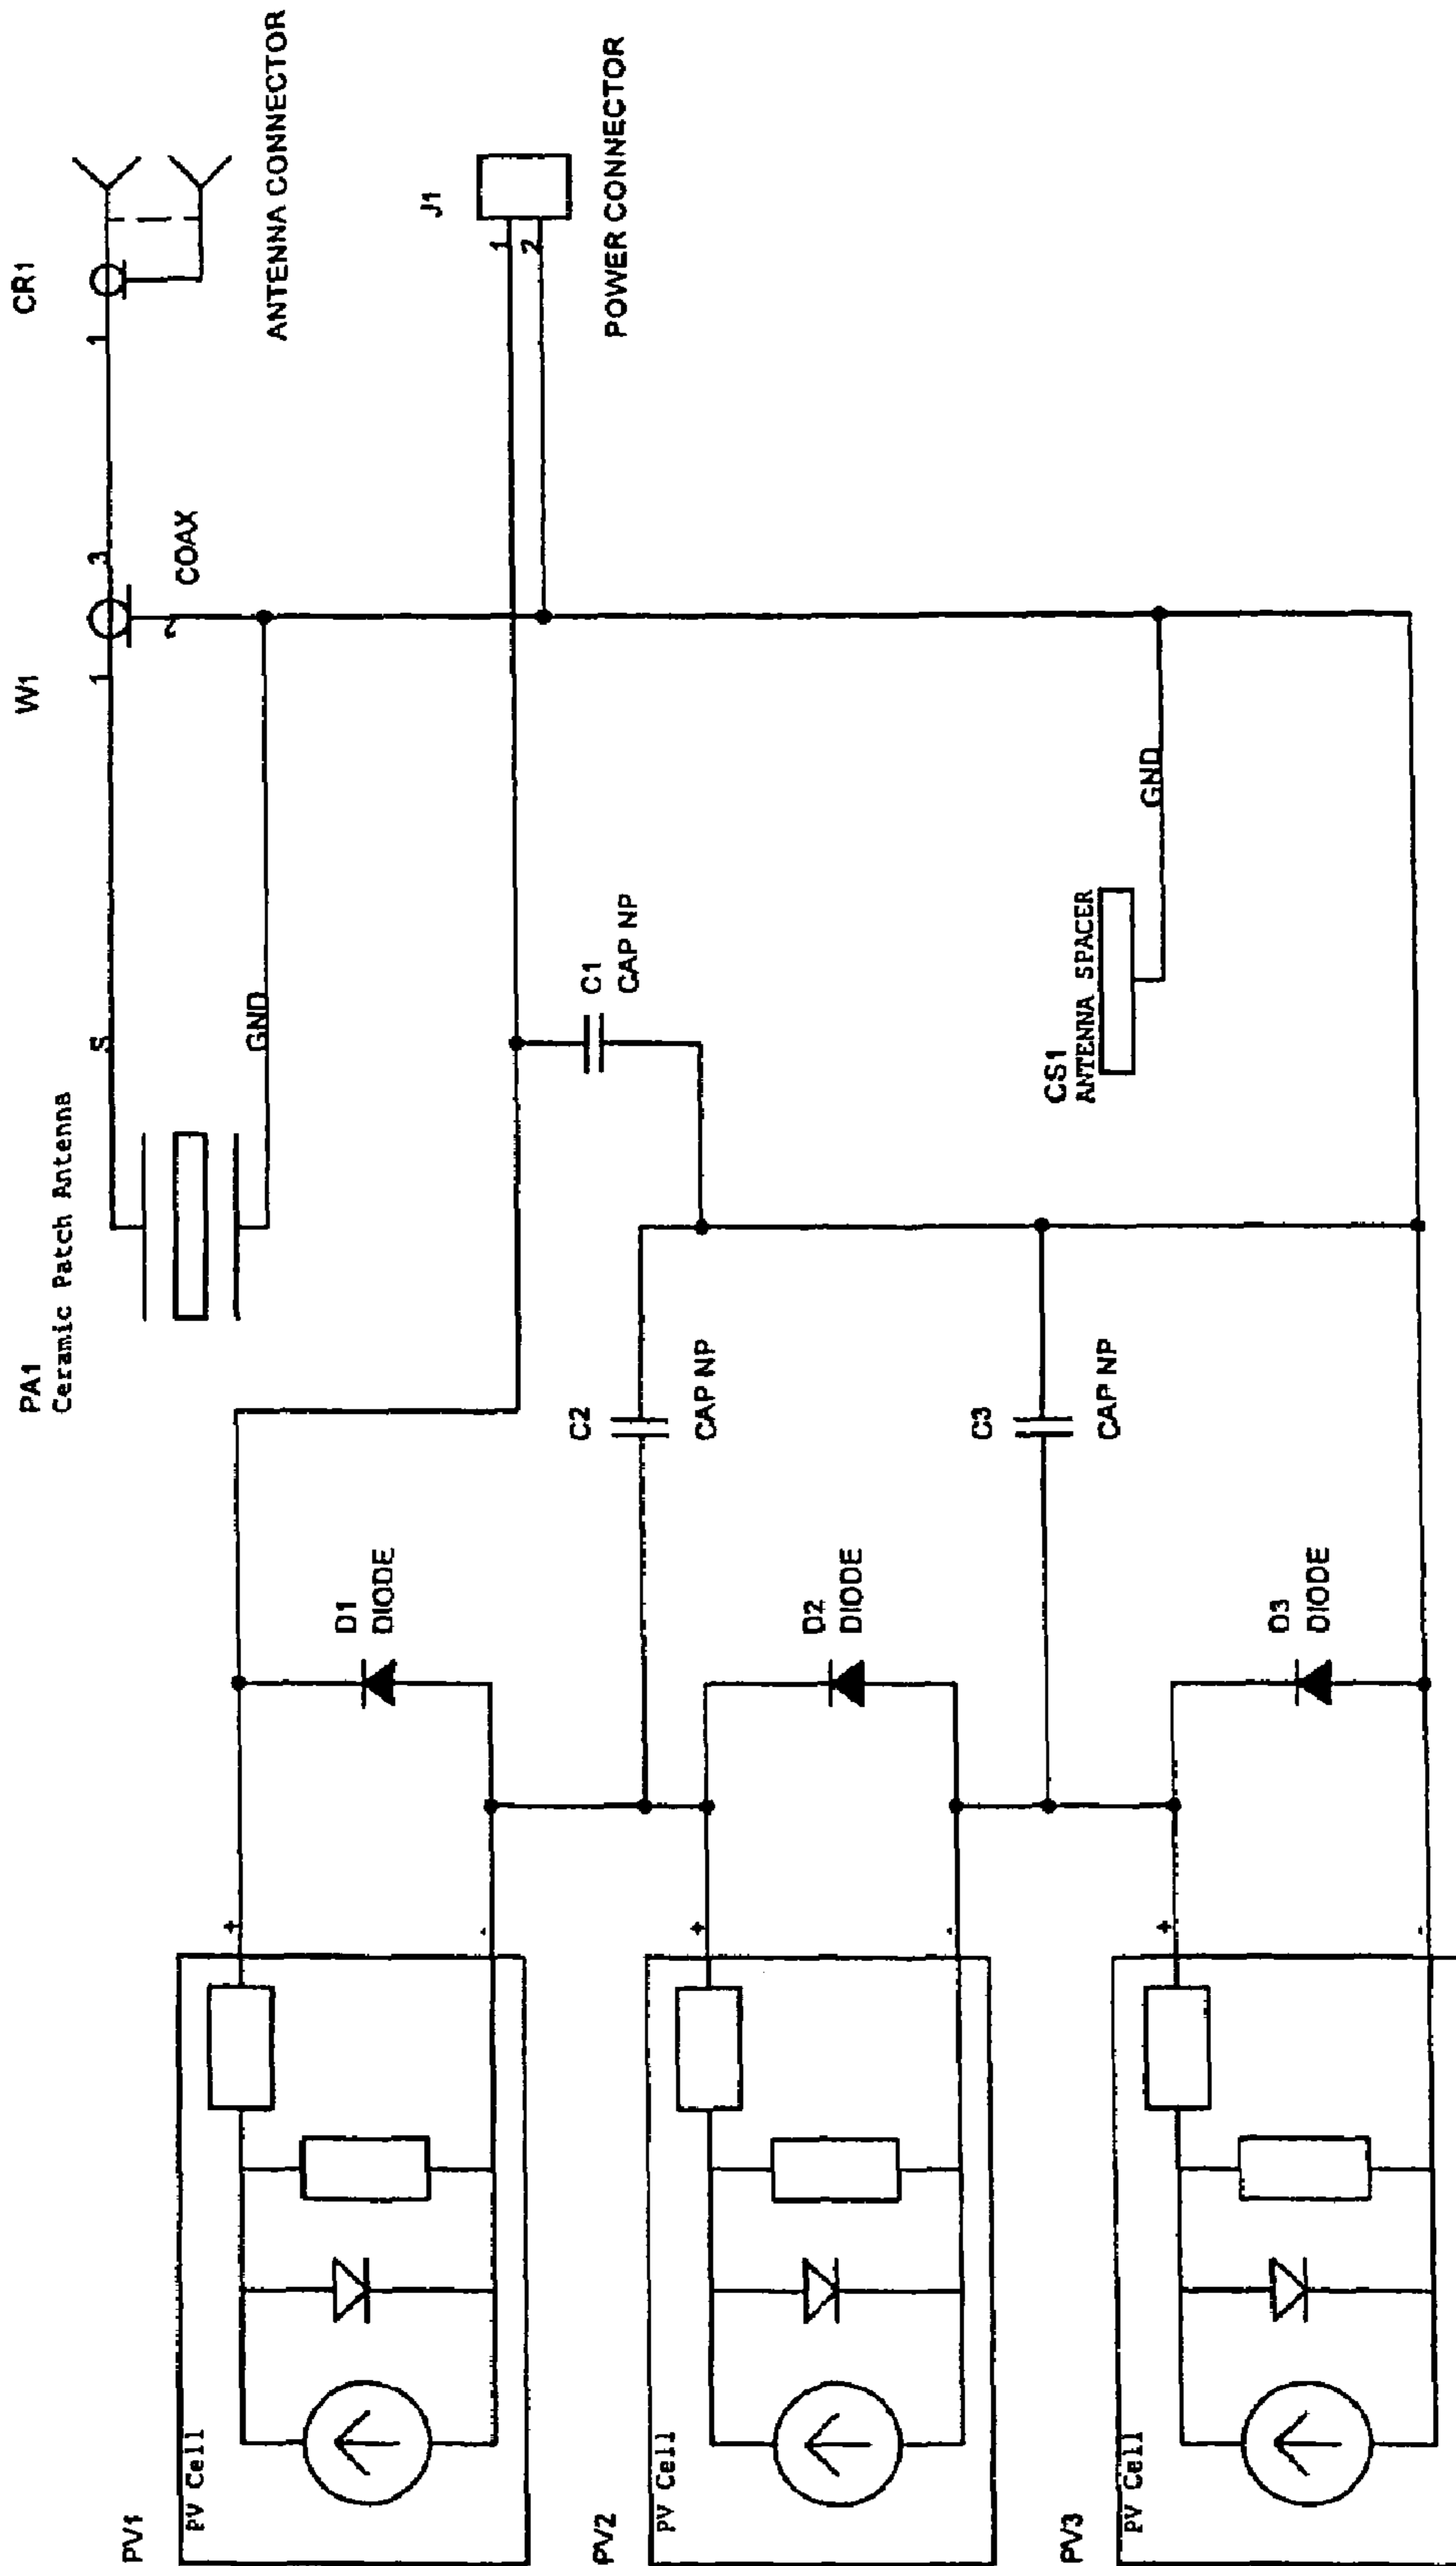 PA1
Ceramic Patch Antenna
S
GND
W1
1
3
2
COAX
CR1
1
ANTENNA CONNECTOR
J1
1
2
POWER CONNECTOR
PV1
PV Cell
+
-
D1
DIODE
C1
CAP NP
C2
CAP NP
PV2
PV Cell
+
-
D2
DIODE
C3
CAP NP
CS1
ANTENNA SPACER
GND
PV3
PV Cell
+
-
D3
DIODE